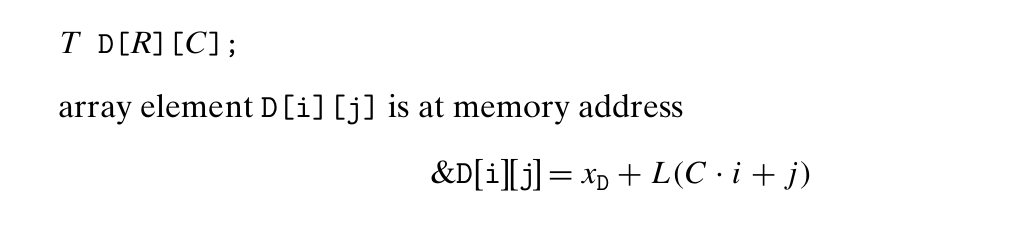 T D[R][C];
array element D[i][j] is at memory address
&D[i][j] = x_D + L(C · i + j)